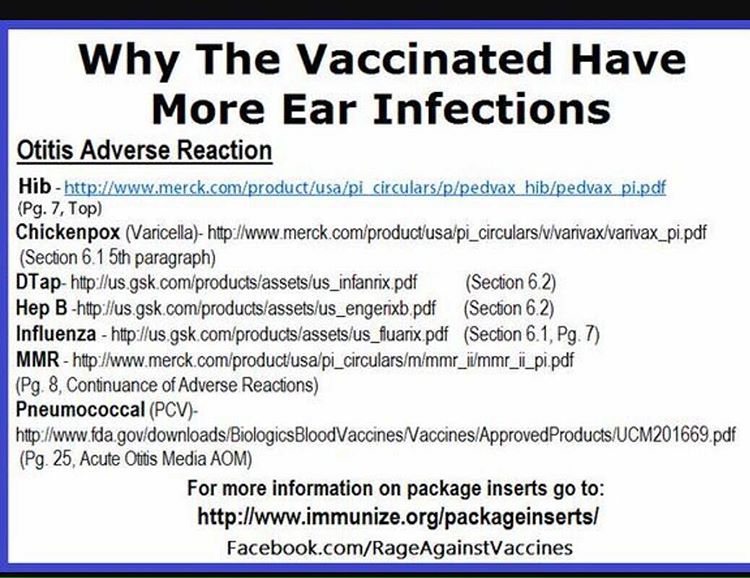 Why The Vaccinated Have
More Ear Infections
Otitis Adverse Reaction
Hib - http://www.merck.com/product/usa/pi_circulars/p/pedvax_hib/pedvax_pi.pdf
(Pg. 7, Top)
Chickenpox (Varicella)- http://www.merck.com/product/usa/pi_circulars/v/varivax/varivax_pi.pdf
(Section 6.1 5th paragraph)
DTap- http://us.gsk.com/products/assets/us_infanrix.pdf (Section 6.2)
Hep B -http://us.gsk.com/products/assets/us_engerixb.pdf (Section 6.2)
Influenza - http://us.gsk.com/products/assets/us_fluarix.pdf (Section 6.1, Pg. 7)
MMR - http://www.merck.com/product/usa/pi_circulars/m/mmr_ii/mmr_ii_pi.pdf
(Pg. 8, Continuance of Adverse Reactions)
Pneumococcal (PCV)-
http://www.fda.gov/downloads/BiologicsBloodVaccines/Vaccines/ApprovedProducts/UCM201669.pdf
(Pg. 25, Acute Otitis Media AOM)
For more information on package inserts go to:
http://www.immunize.org/packageinserts/
Facebook.com/RageAgainstVaccines